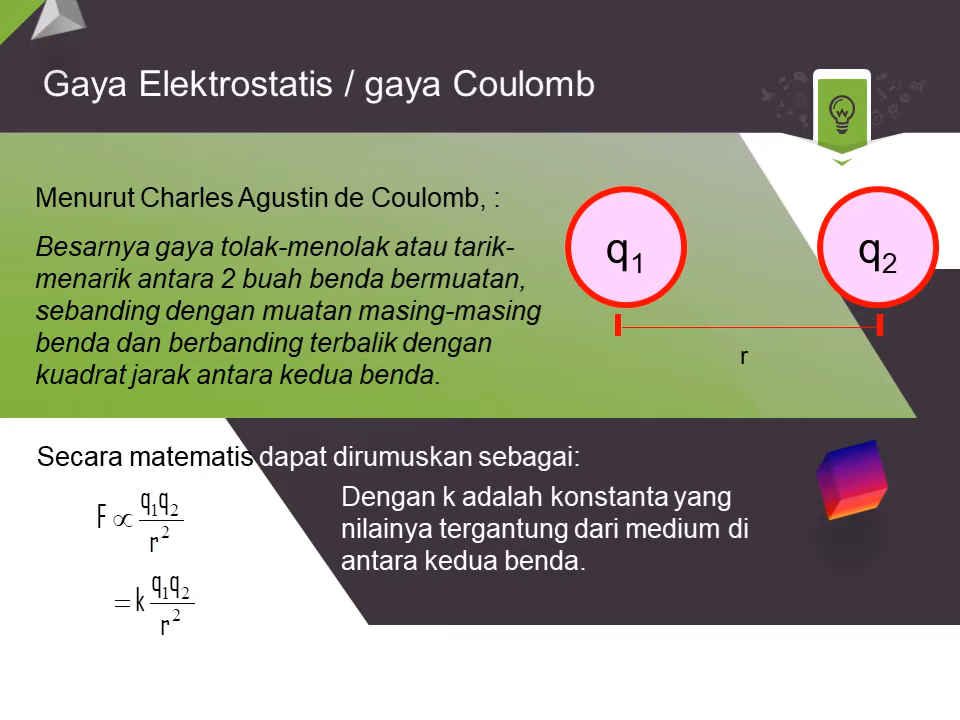 Gaya Elektrostatis / gaya Coulomb
Menurut Charles Agustin de Coulomb, :
Besarnya gaya tolak-menolak atau tarik-
menarik antara 2 buah benda bermuatan,
sebanding dengan muatan masing-masing
benda dan berbanding terbalik dengan
kuadrat jarak antara kedua benda.
q₁
q₂
r
Secara matematis dapat dirumuskan sebagai:
F ∝ q₁q₂
r²
= k q₁q₂
r²
Dengan k adalah konstanta yang
nilainya tergantung dari medium di
antara kedua benda.